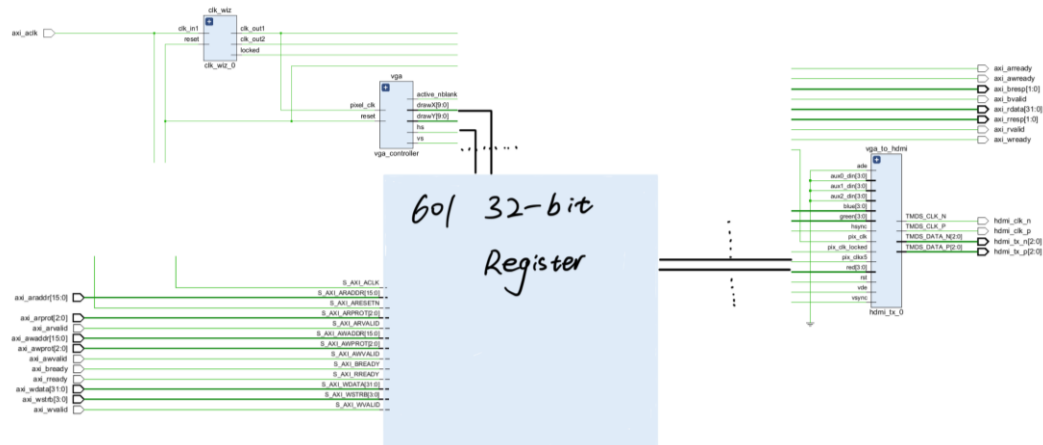 clk_wiz
axi_aclk
clk_in1
reset
clk_out1
clk_out2
locked
clk_wiz_0
vga
pixel_clk
reset
active_nblank
drawX[9:0]
drawY[9:0]
hs
vs
vga_controller
601 32-bit
Register
axi_araddr[15:0]
axi_arprot[2:0]
axi_arvalid
axi_awaddr[15:0]
axi_awprot[2:0]
axi_awvalid
axi_bready
axi_rready
axi_wdata[31:0]
axi_wstrb[3:0]
axi_wvalid
S_AXI_ACLK
S_AXI_ARADDR[15:0]
S_AXI_ARESETN
S_AXI_ARPROT[2:0]
S_AXI_ARVALID
S_AXI_AWADDR[15:0]
S_AXI_AWPROT[2:0]
S_AXI_AWVALID
S_AXI_BREADY
S_AXI_RREADY
S_AXI_WDATA[31:0]
S_AXI_WSTRB[3:0]
S_AXI_WVALID
axi_arready
axi_awready
axi_bresp[1:0]
axi_bvalid
axi_rdata[31:0]
axi_rresp[1:0]
axi_rvalid
axi_wready
vga_to_hdmi
ade
aux0_din[3:0]
aux1_din[3:0]
aux2_din[3:0]
blue[3:0]
green[3:0]
hsync
pix_clk
pix_clk_locked
pix_clkx5
red[3:0]
rst
vde
vsync
TMDS_CLK_N
TMDS_CLK_P
TMDS_DATA_N[2:0]
TMDS_DATA_P[2:0]
hdmi_tx_0
hdmi_clk_n
hdmi_clk_p
hdmi_tx_n[2:0]
hdmi_tx_p[2:0]